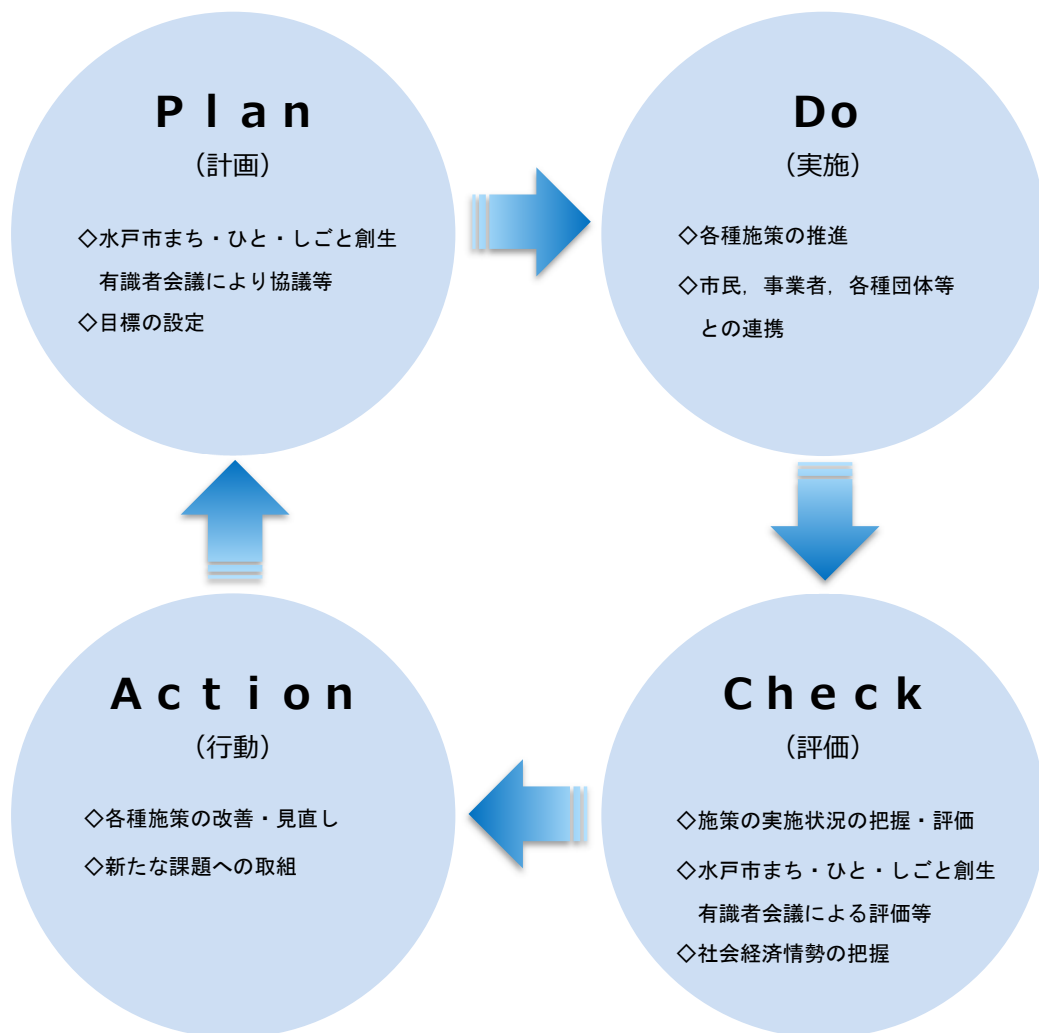 Ｐｌａｎ
（計画）
◇水戸市まち・ひと・しごと創生
有識者会議により協議等
◇目標の設定
Ｄｏ
（実施）
◇各種施策の推進
◇市民，事業者，各種団体等
との連携
Ａｃｔｉｏｎ
（行動）
◇各種施策の改善・見直し
◇新たな課題への取組
Ｃｈｅｃｋ
（評価）
◇施策の実施状況の把握・評価
◇水戸市まち・ひと・しごと創生
有識者会議による評価等
◇社会経済情勢の把握